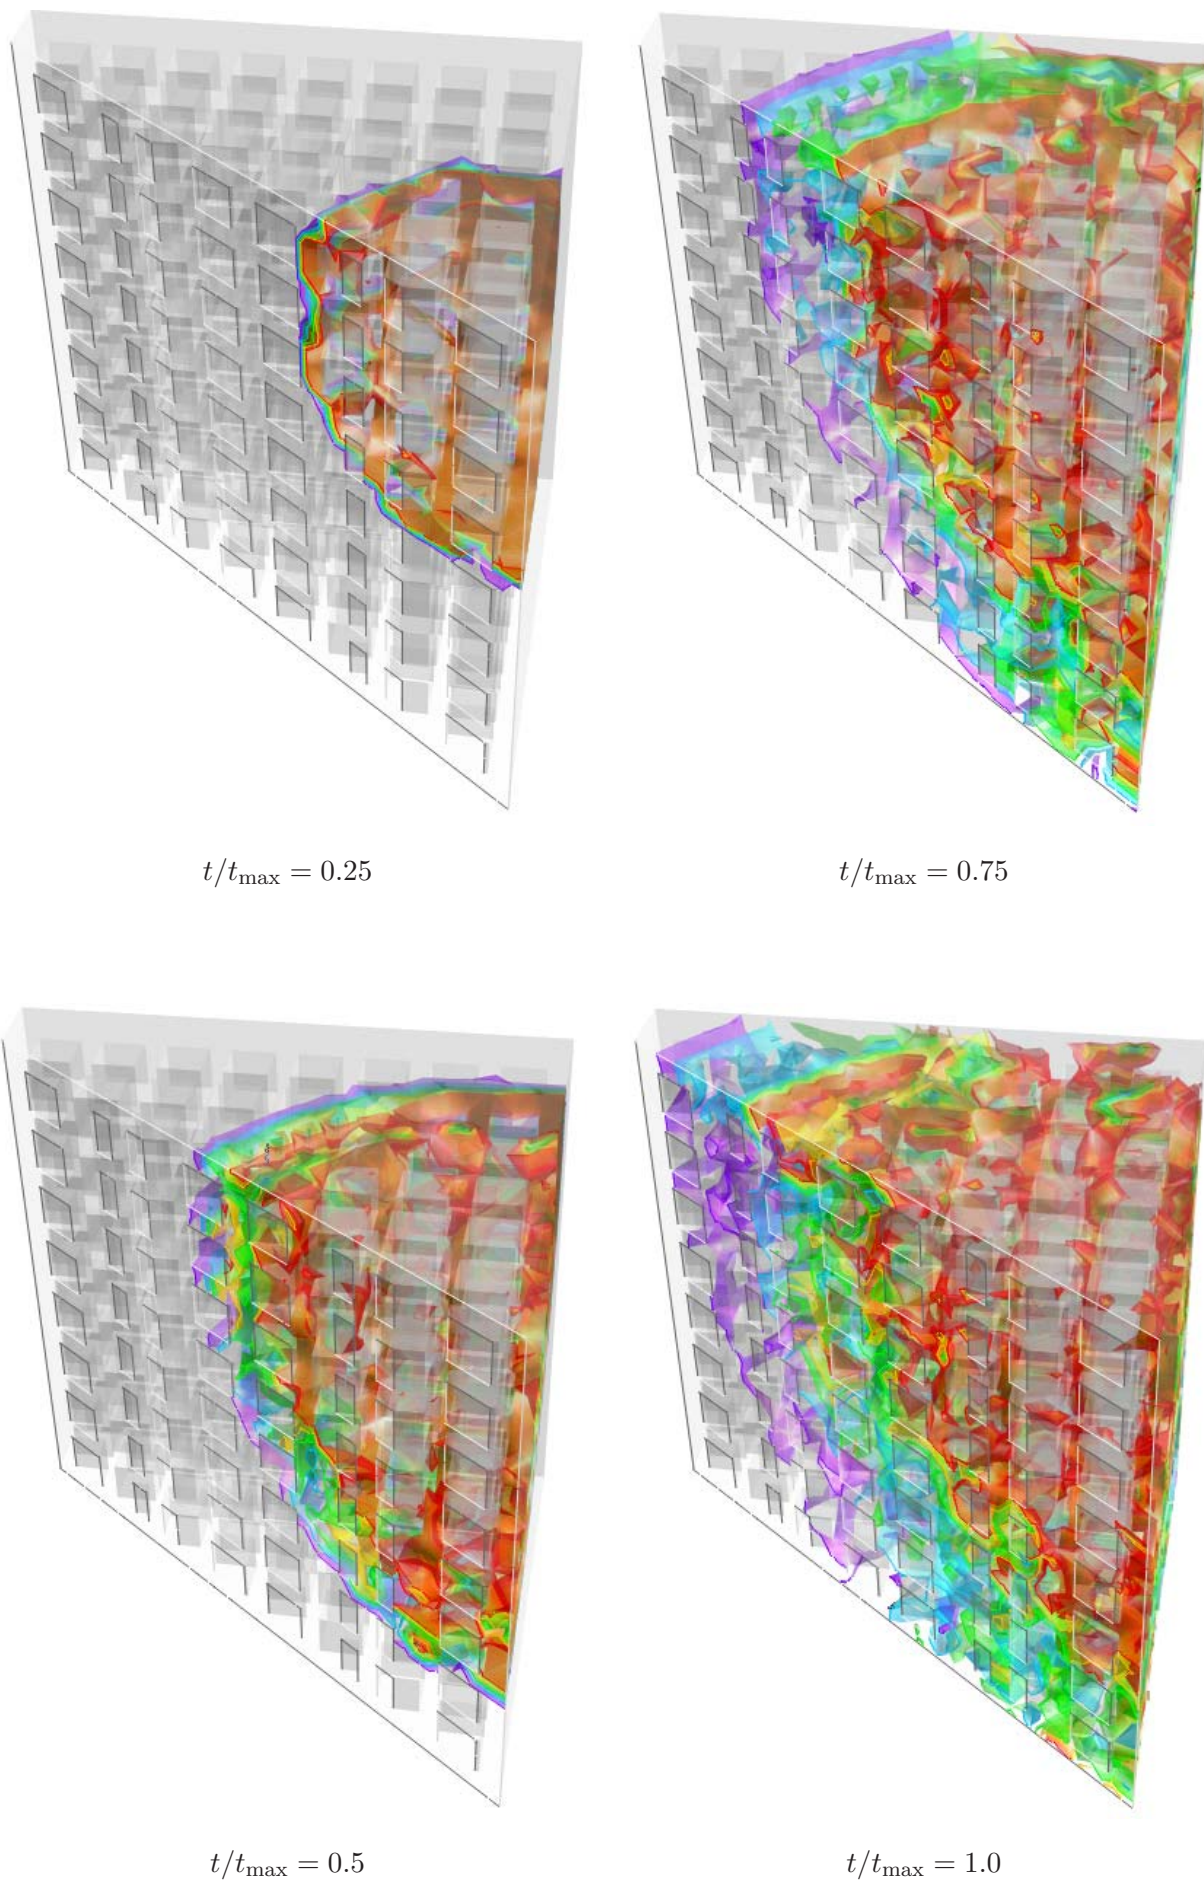 t/t_max = 0.25
t/t_max = 0.75
t/t_max = 0.5
t/t_max = 1.0